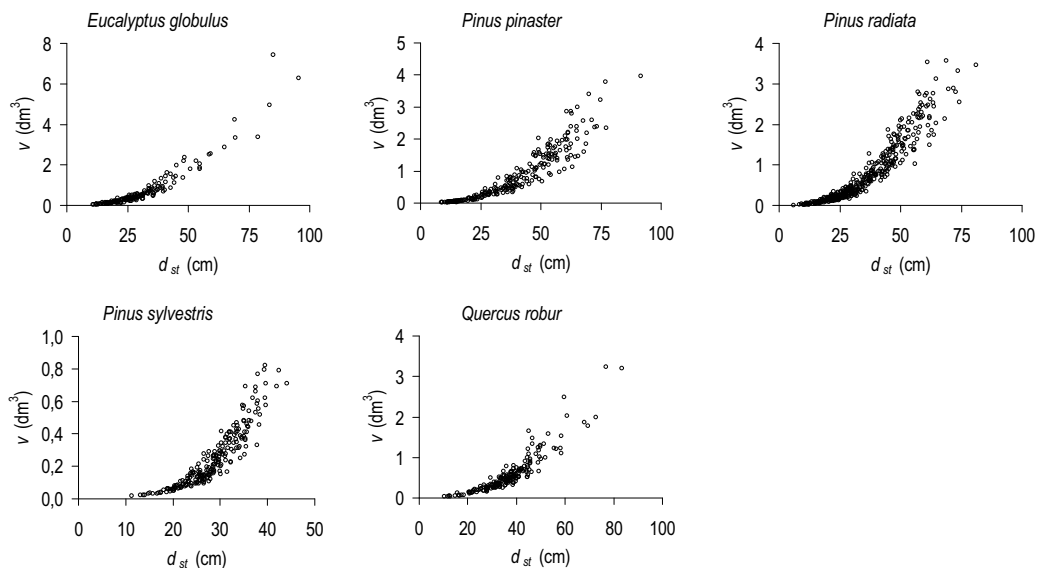 Eucalyptus globulus
8
6
4
2
0
v (dm³)
0 25 50 75 100
d st (cm)
Pinus pinaster
5
4
3
2
1
0
v (dm³)
0 25 50 75 100
d st (cm)
Pinus radiata
4
3
2
1
0
v (dm³)
0 25 50 75 100
d st (cm)
Pinus sylvestris
1,0
0,8
0,6
0,4
0,2
0,0
v (dm³)
0 10 20 30 40 50
d st (cm)
Quercus robur
4
3
2
1
0
v (dm³)
0 20 40 60 80 100
d st (cm)